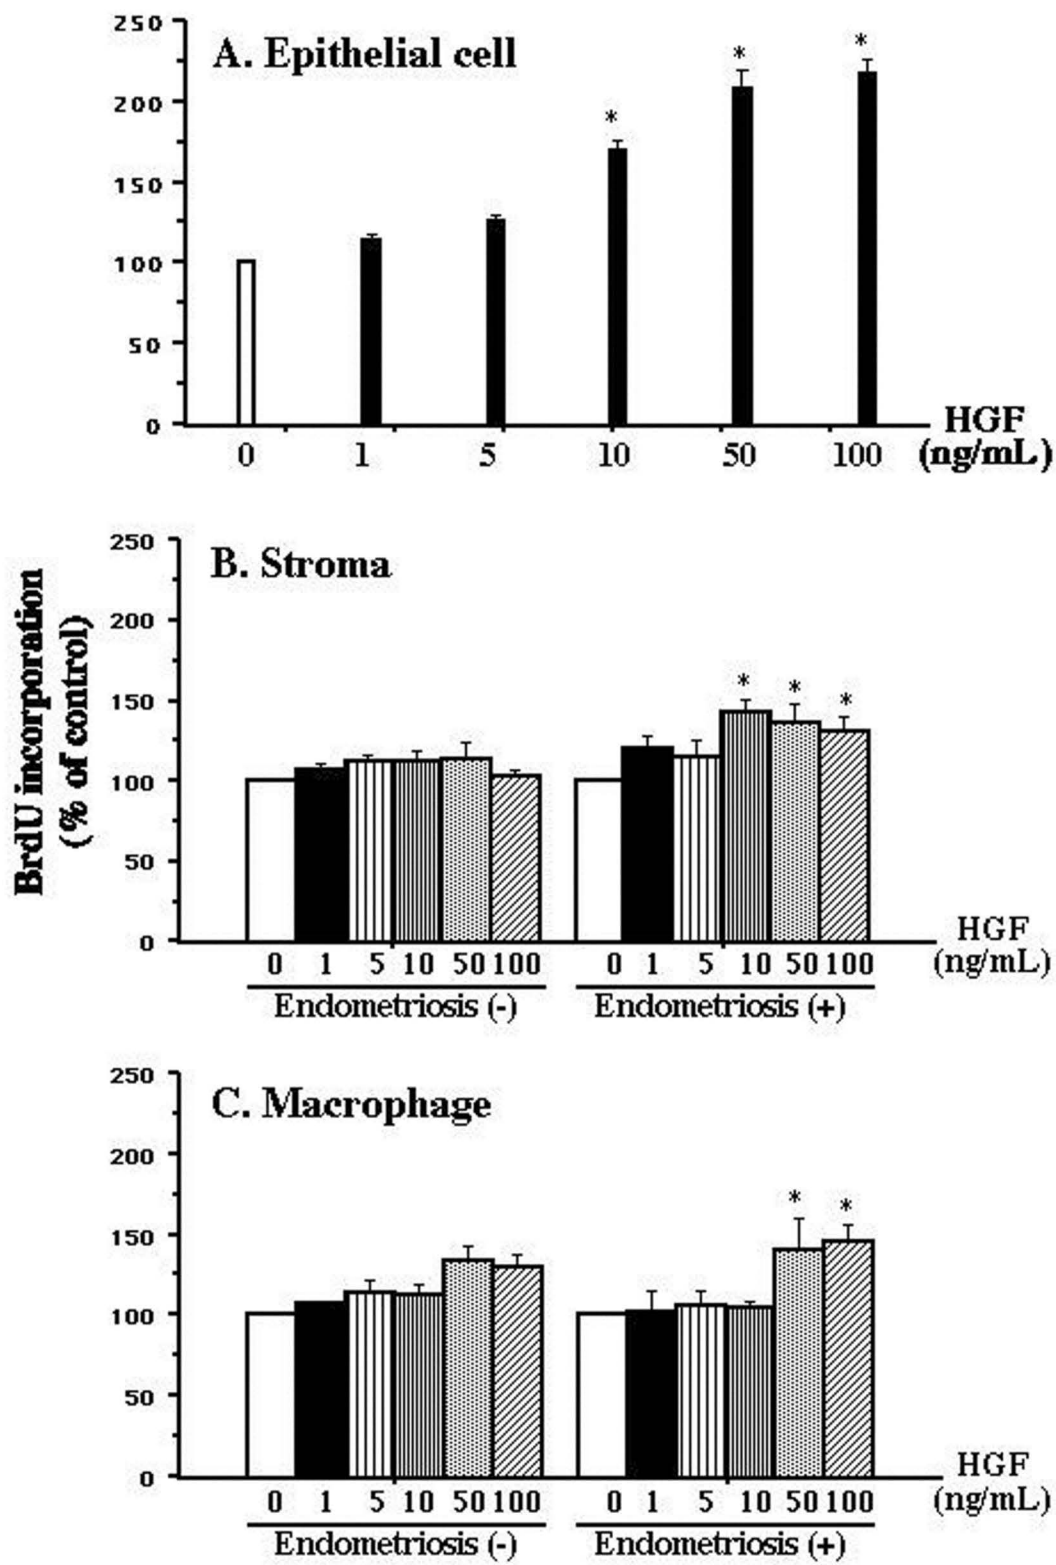 250
A. Epithelial cell
*
*
200
*
150
100
50
0
HGF
0 1 5 10 50 100 (ng/mL)
BrdU incorporation
(% of control)
250
B. Stroma
200
150
* * *
100
50
0
HGF
0 1 5 10 50 100 0 1 5 10 50 100 (ng/mL)
Endometriosis (-) Endometriosis (+)
250
C. Macrophage
200
* *
150
100
50
0
HGF
0 1 5 10 50 100 0 1 5 10 50 100 (ng/mL)
Endometriosis (-) Endometriosis (+)